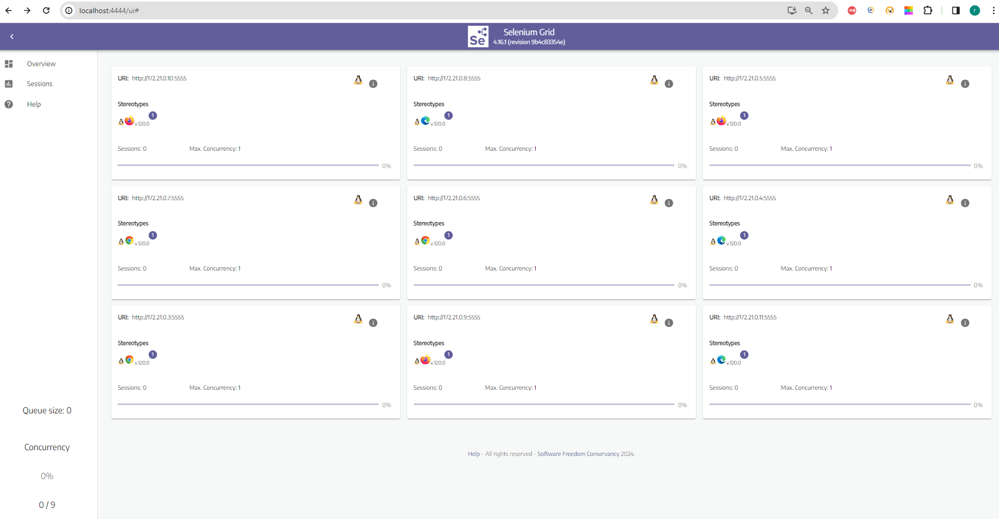 localhost:4444/ui#
r
Se
Selenium Grid
4.16.1 (revision 9b4c83354e)
Overview
Sessions
Help
URI: http://172.21.0.10:5555
Stereotypes
v.120.0
1
Sessions: 0 Max. Concurrency: 1
0%
URI: http://172.21.0.8:5555
Stereotypes
v.120.0
1
Sessions: 0 Max. Concurrency: 1
0%
URI: http://172.21.0.5:5555
Stereotypes
v.120.0
1
Sessions: 0 Max. Concurrency: 1
0%
URI: http://172.21.0.7:5555
Stereotypes
v.120.0
1
Sessions: 0 Max. Concurrency: 1
0%
URI: http://172.21.0.6:5555
Stereotypes
v.120.0
1
Sessions: 0 Max. Concurrency: 1
0%
URI: http://172.21.0.4:5555
Stereotypes
v.120.0
1
Sessions: 0 Max. Concurrency: 1
0%
URI: http://172.21.0.3:5555
Stereotypes
v.120.0
1
Sessions: 0 Max. Concurrency: 1
0%
URI: http://172.21.0.9:5555
Stereotypes
v.120.0
1
Sessions: 0 Max. Concurrency: 1
0%
URI: http://172.21.0.11:5555
Stereotypes
v.120.0
1
Sessions: 0 Max. Concurrency: 1
0%
Queue size: 0
Concurrency
0%
0 / 9
Help - All rights reserved - Software Freedom Conservancy 2024.